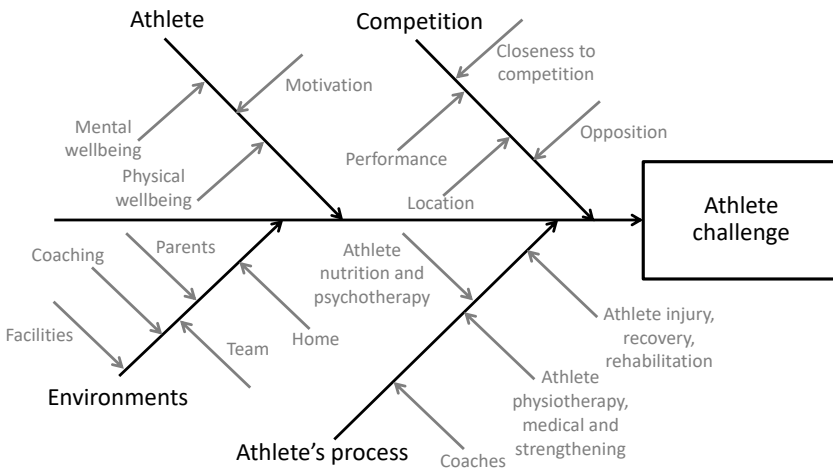 Athlete
Competition
Closeness to
competition
Motivation
Mental
wellbeing
Opposition
Performance
Physical
wellbeing
Location
Athlete
challenge
Parents
Coaching
Athlete
nutrition and
psychotherapy
Facilities
Team
Home
Athlete injury,
recovery,
rehabilitation
Environments
Athlete
physiotherapy,
medical and
strengthening
Athlete’s process
Coaches